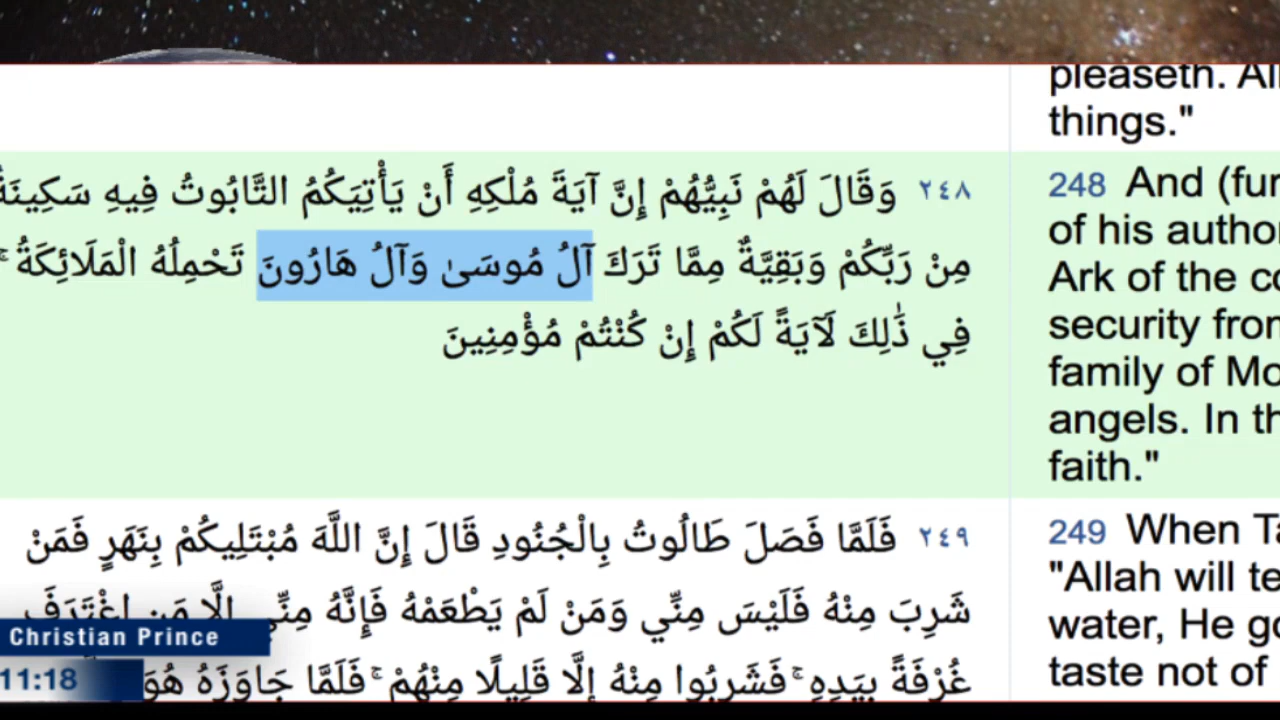 pleaseth.
things."
٢٤٨ وَقَالَ لَهُمْ نَبِيُّهُمْ إِنَّ آيَةَ مُلْكِهِ أَنْ يَأْتِيَكُمُ التَّابُوتُ فِيهِ سَكِينَةٌ
مِنْ رَبِّكُمْ وَبَقِيَّةٌ مِمَّا تَرَكَ آلُ مُوسَىٰ وَآلُ هَارُونَ تَحْمِلُهُ الْمَلَائِكَةُ ۚ
فِي ذَٰلِكَ لَآيَةً لَكُمْ إِنْ كُنْتُمْ مُؤْمِنِينَ
248 And (fur
of his autho
Ark of the co
security from
family of Mo
angels. In th
faith."
٢٤٩ فَلَمَّا فَصَلَ طَالُوتُ بِالْجُنُودِ قَالَ إِنَّ اللَّهَ مُبْتَلِيكُمْ بِنَهَرٍ فَمَنْ
شَرِبَ مِنْهُ فَلَيْسَ مِنِّي وَمَنْ لَمْ يَطْعَمْهُ فَإِنَّهُ مِنِّي إِلَّا مَنِ اغْتَرَفَ
غُرْفَةً بِيَدِهِ ۚ فَشَرِبُوا مِنْهُ إِلَّا قَلِيلًا مِنْهُمْ ۚ فَلَمَّا جَاوَزَهُ هُوَ
249 When Ta
"Allah will te
water, He go
taste not of
Christian Prince
11:18